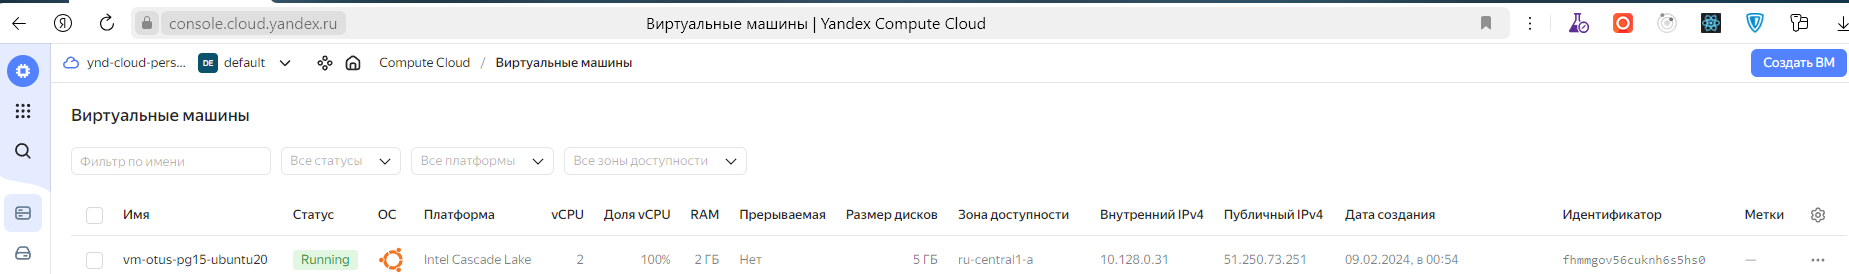 console.cloud.yandex.ru Виртуальные машины | Yandex Compute Cloud
ynd-cloud-pers... DE default Compute Cloud / Виртуальные машины Создать ВМ
Виртуальные машины
Фильтр по имени Все статусы Все платформы Все зоны доступности
Имя Статус ОС Платформа vCPU Доля vCPU RAM Прерываемая Размер дисков Зона доступности Внутренний IPv4 Публичный IPv4 Дата создания Идентификатор Метки
vm-otus-pg15-ubuntu20 Running Intel Cascade Lake 2 100% 2 ГБ Нет 5 ГБ ru-central1-a 10.128.0.31 51.250.73.251 09.02.2024, в 00:54 fhmmgov56cuknh6s5hs0 —